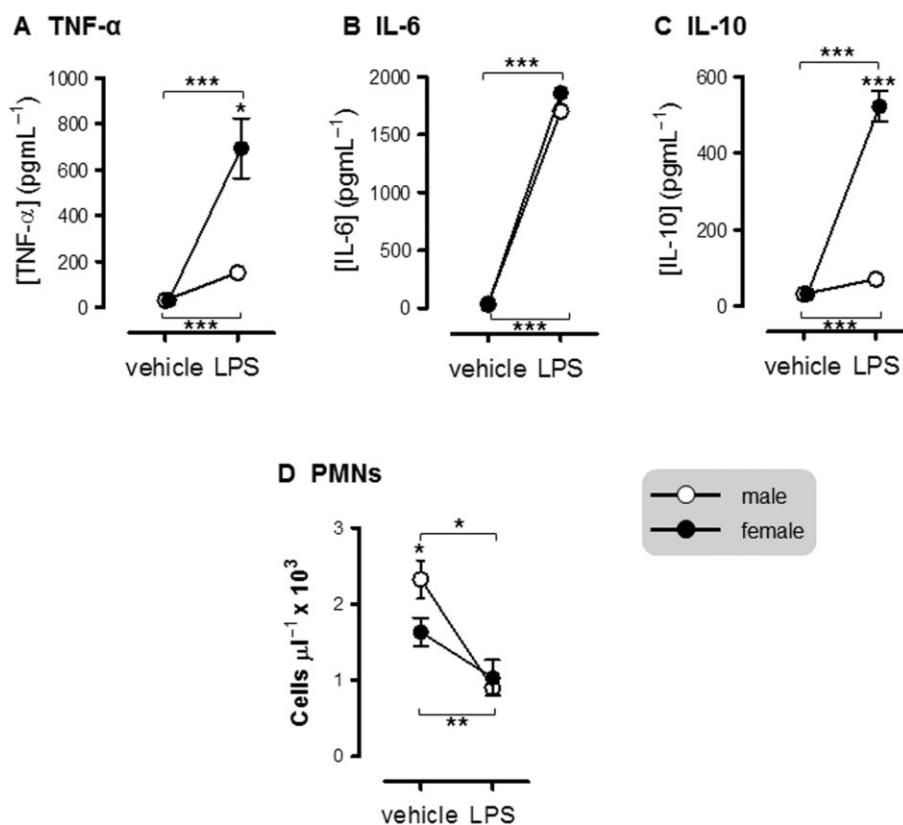 A TNF-α
B IL-6
C IL-10
[TNF-α] (pgmL⁻¹)
1000
800
600
400
200
0
***
*
***
vehicle LPS
[IL-6] (pgmL⁻¹)
2000
1500
1000
500
0
***
***
vehicle LPS
[IL-10] (pgmL⁻¹)
600
400
200
0
***
***
***
vehicle LPS
D PMNs
Cells μl⁻¹ x 10³
3
2
1
0
*
*
**
vehicle LPS
male
female